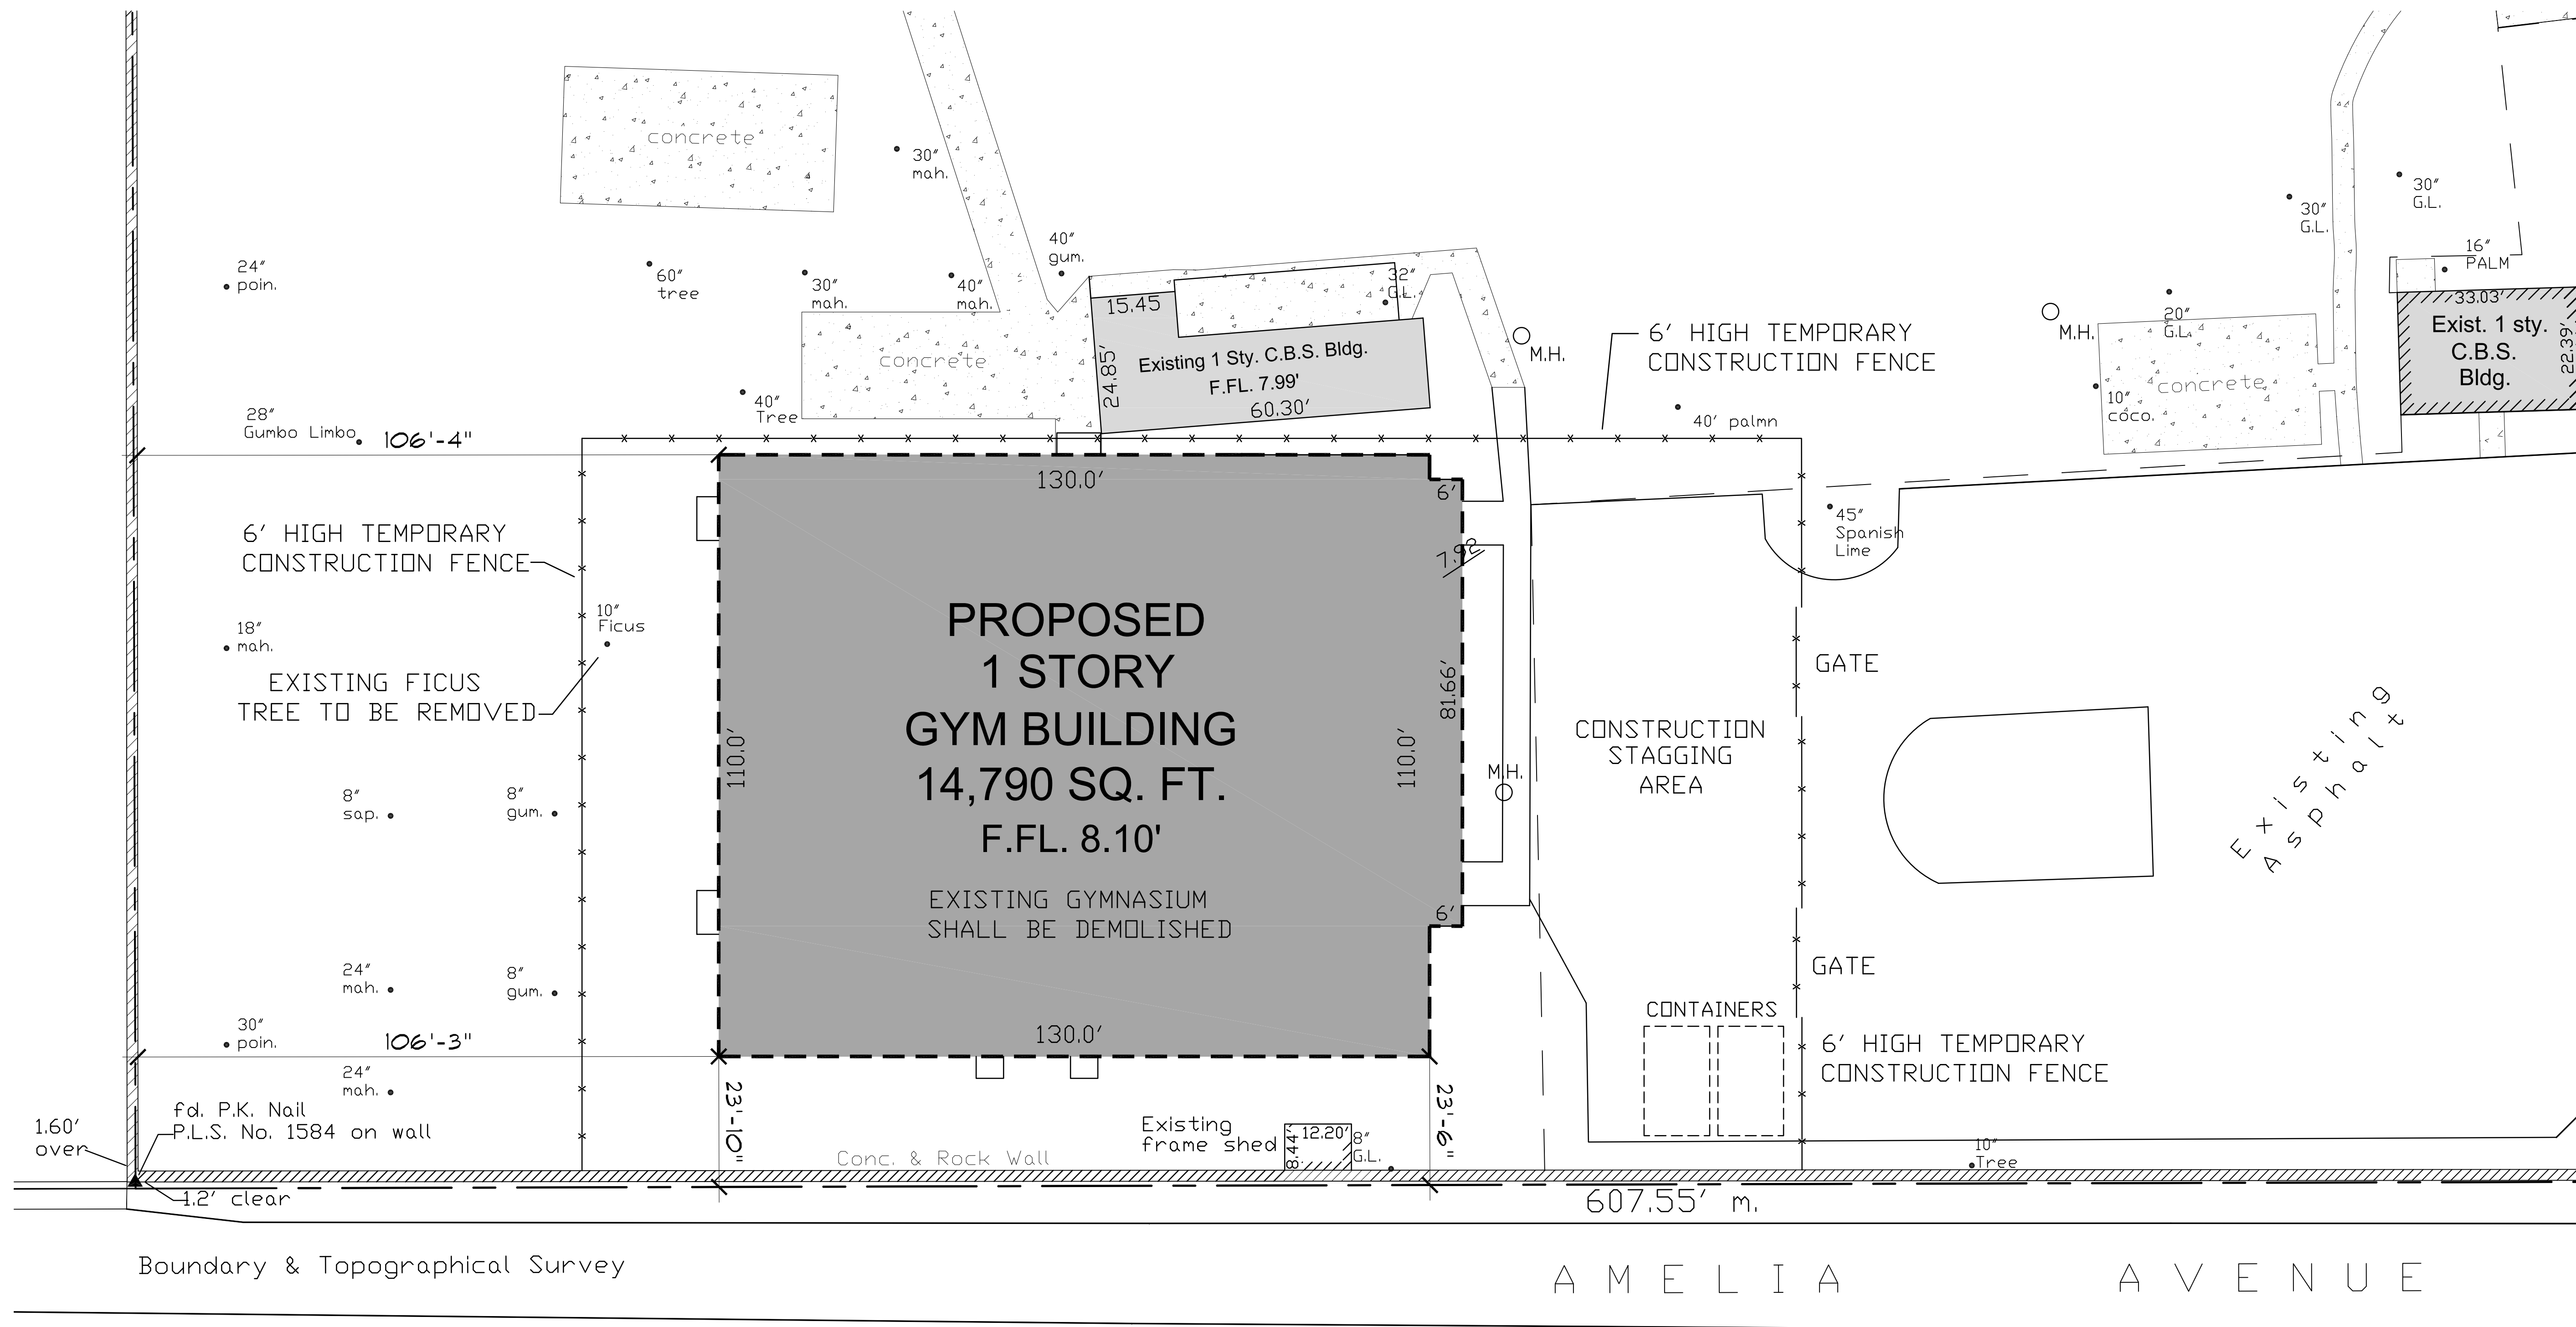 concrete
30"
mah.
30"
G.L.
30"
G.L.
40"
gum.
16"
PALM
24"
poin.
60"
tree
30"
mah.
40"
mah.
32"
G.L.
15.45
33.03'
Exist. 1 sty.
C.B.S.
Bldg.
22.39'
20"
G.L.
M.H.
M.H.
6' HIGH TEMPORARY
CONSTRUCTION FENCE
concrete
24.85'
Existing 1 Sty. C.B.S. Bldg.
F.FL. 7.99'
60.30'
concrete
10"
coco.
40"
Tree
28"
Gumbo Limbo
106'-4"
40' palmn
130.0'
6'
45"
Spanish
Lime
6' HIGH TEMPORARY
CONSTRUCTION FENCE
7.92
10"
Ficus
18"
mah.
EXISTING FICUS
TREE TO BE REMOVED
PROPOSED
1 STORY
GYM BUILDING
14,790 SQ. FT.
F.FL. 8.10'
EXISTING GYMNASIUM
SHALL BE DEMOLISHED
110.0'
110.0'
81.66'
6'
M.H.
CONSTRUCTION
STAGGING
AREA
GATE
GATE
Existing
Asphalt
8"
sap.
8"
gum.
24"
mah.
8"
gum.
30"
poin.
106'-3"
24"
mah.
130.0'
CONTAINERS
6' HIGH TEMPORARY
CONSTRUCTION FENCE
fd. P.K. Nail
P.L.S. No. 1584 on wall
1.60'
over
1.2' clear
23'-10"
23'-6"
Existing
frame shed
8.44'
12.20'
8"
G.L.
10"
Tree
Conc. & Rock Wall
607.55' m.
Boundary & Topographical Survey
AMELIA AVENUE